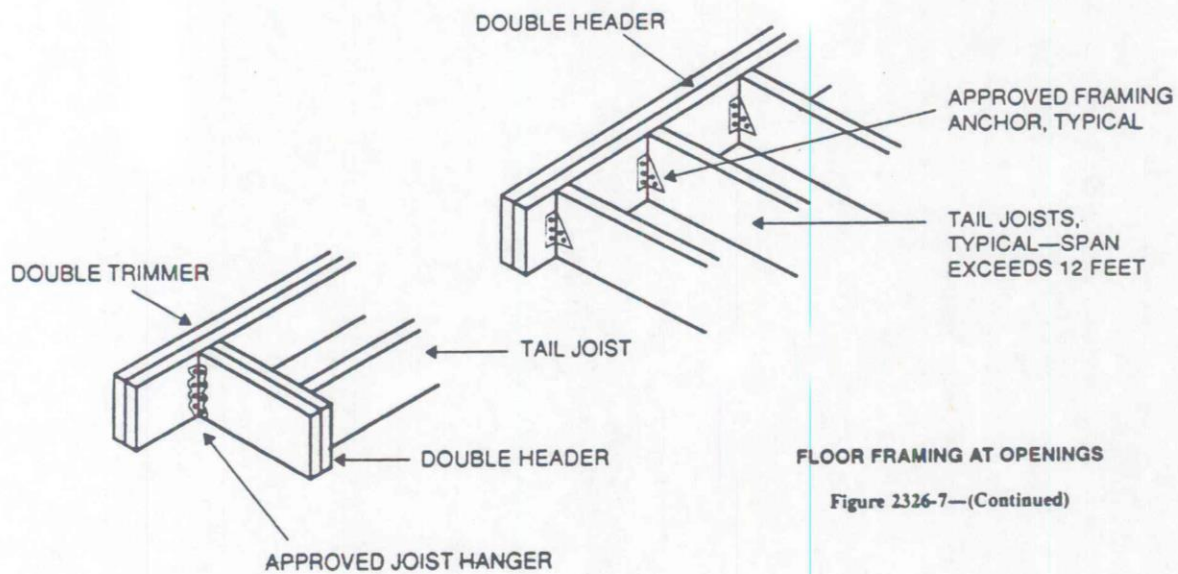 DOUBLE HEADER
APPROVED FRAMING
ANCHOR, TYPICAL
TAIL JOISTS,
TYPICAL—SPAN
EXCEEDS 12 FEET
DOUBLE TRIMMER
TAIL JOIST
DOUBLE HEADER
APPROVED JOIST HANGER
FLOOR FRAMING AT OPENINGS
Figure 2326-7—(Continued)